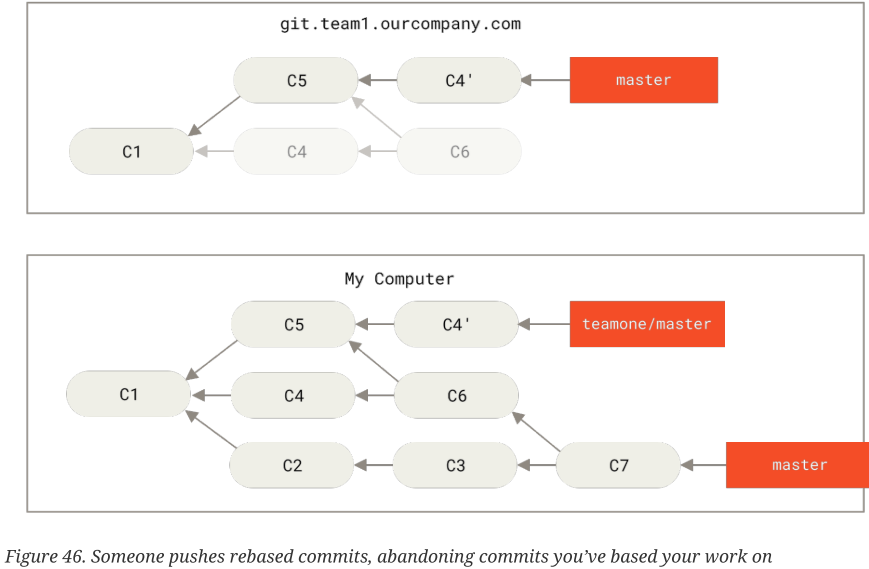 git.team1.ourcompany.com
C5 C4' master
C1 C4 C6
My Computer
C5 C4' teamone/master
C1 C4 C6
C2 C3 C7 master
Figure 46. Someone pushes rebased commits, abandoning commits you’ve based your work on